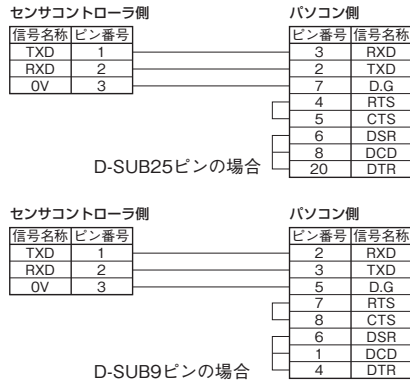 センサコントローラ側 パソコン側
信号名称 ピン番号 ピン番号 信号名称
TXD 1 3 RXD
RXD 2 2 TXD
0V 3 7 D.G
4 RTS
5 CTS
6 DSR
8 DCD
D-SUB25ピンの場合 20 DTR
センサコントローラ側 パソコン側
信号名称 ピン番号 ピン番号 信号名称
TXD 1 2 RXD
RXD 2 3 TXD
0V 3 5 D.G
7 RTS
8 CTS
6 DSR
1 DCD
D-SUB9ピンの場合 4 DTR